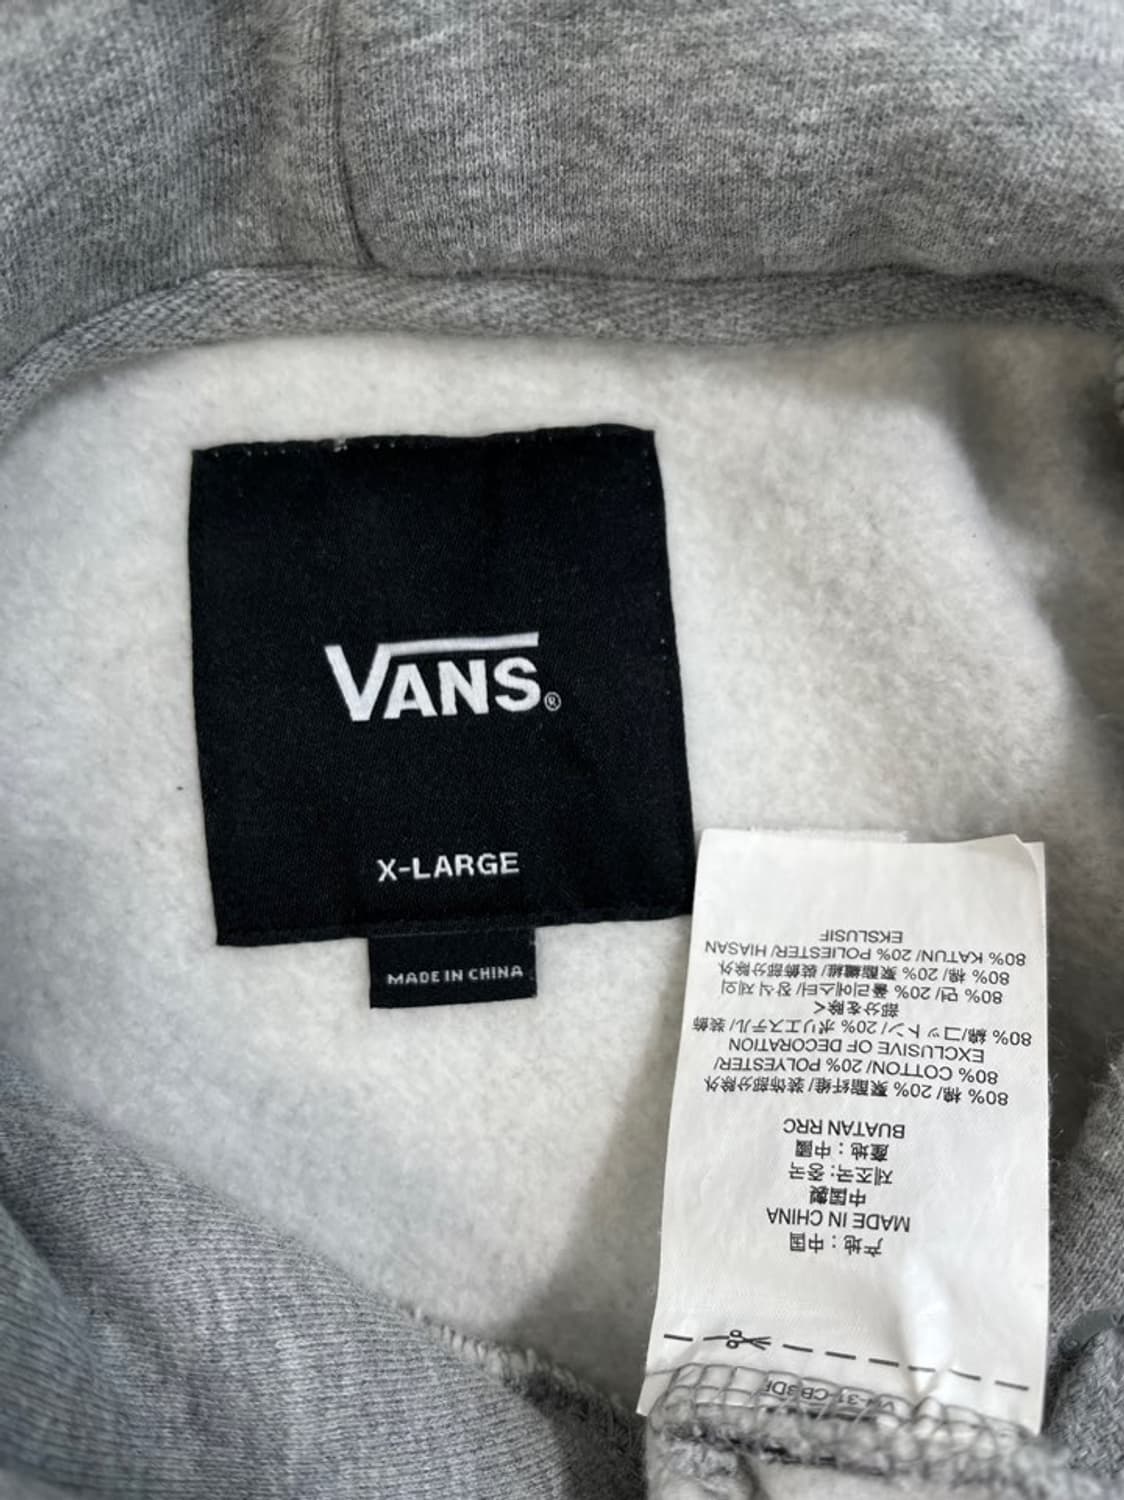 VANS®
X-LARGE
MADE IN CHINA
产地：中国
MADE IN CHINA
中国製
제조국: 중국
產地：中國
BUATAN RRC
80% 棉/ 20% 聚酯纤维/ 装饰部分除外
80% COTTON/ 20% POLYESTER/
EXCLUSIVE OF DECORATION
80% 綿/コットン/ 20% ポリエステル/ 装飾
部分を除く
80% 면/ 20% 폴리에스터/ 장식 제외
80% 棉/ 20% 聚酯纖維/ 裝飾部分除外
80% KATUN/ 20% POLIESTER/ HIASAN
EKSLUSIF